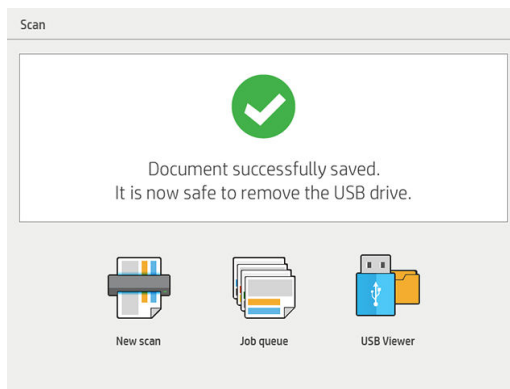 Scan
Document successfully saved.
It is now safe to remove the USB drive.
New scan
Job queue
USB Viewer